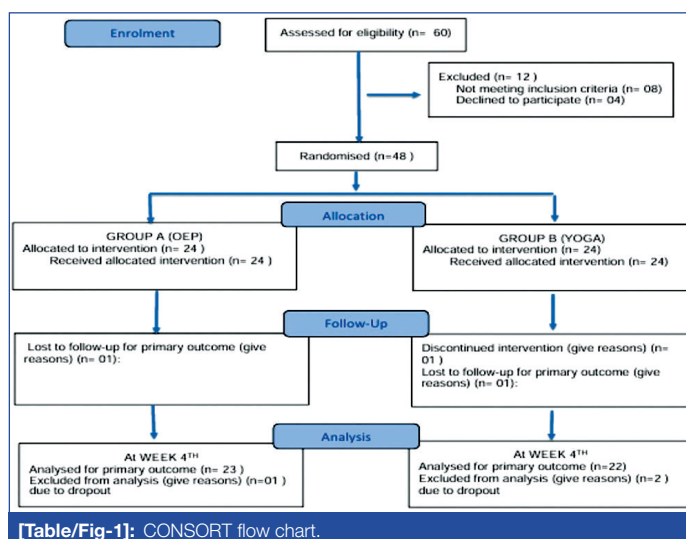 Enrolment
Assessed for eligibility (n= 60)
Excluded (n= 12 )
Not meeting inclusion criteria (n= 08)
Declined to participate (n= 04)
Randomised (n=48 )
Allocation
GROUP A (OEP)
Allocated to intervention (n= 24 )
Received allocated intervention (n= 24 )
GROUP B (YOGA)
Allocated to intervention (n= 24)
Received allocated intervention (n= 24)
Follow-Up
Lost to follow-up for primary outcome (give
reasons) (n= 01):
Discontinued intervention (give reasons) (n=
01 )
Lost to follow-up for primary outcome (give
reasons) (n= 01):
Analysis
At WEEK 4TH
Analysed for primary outcome (n= 23 )
Excluded from analysis (give reasons) (n=01 )
due to dropout
At WEEK 4TH
Analysed for primary outcome (n=22)
Excluded from analysis (give reasons) (n=2 )
due to dropout
[Table/Fig-1]: CONSORT flow chart.